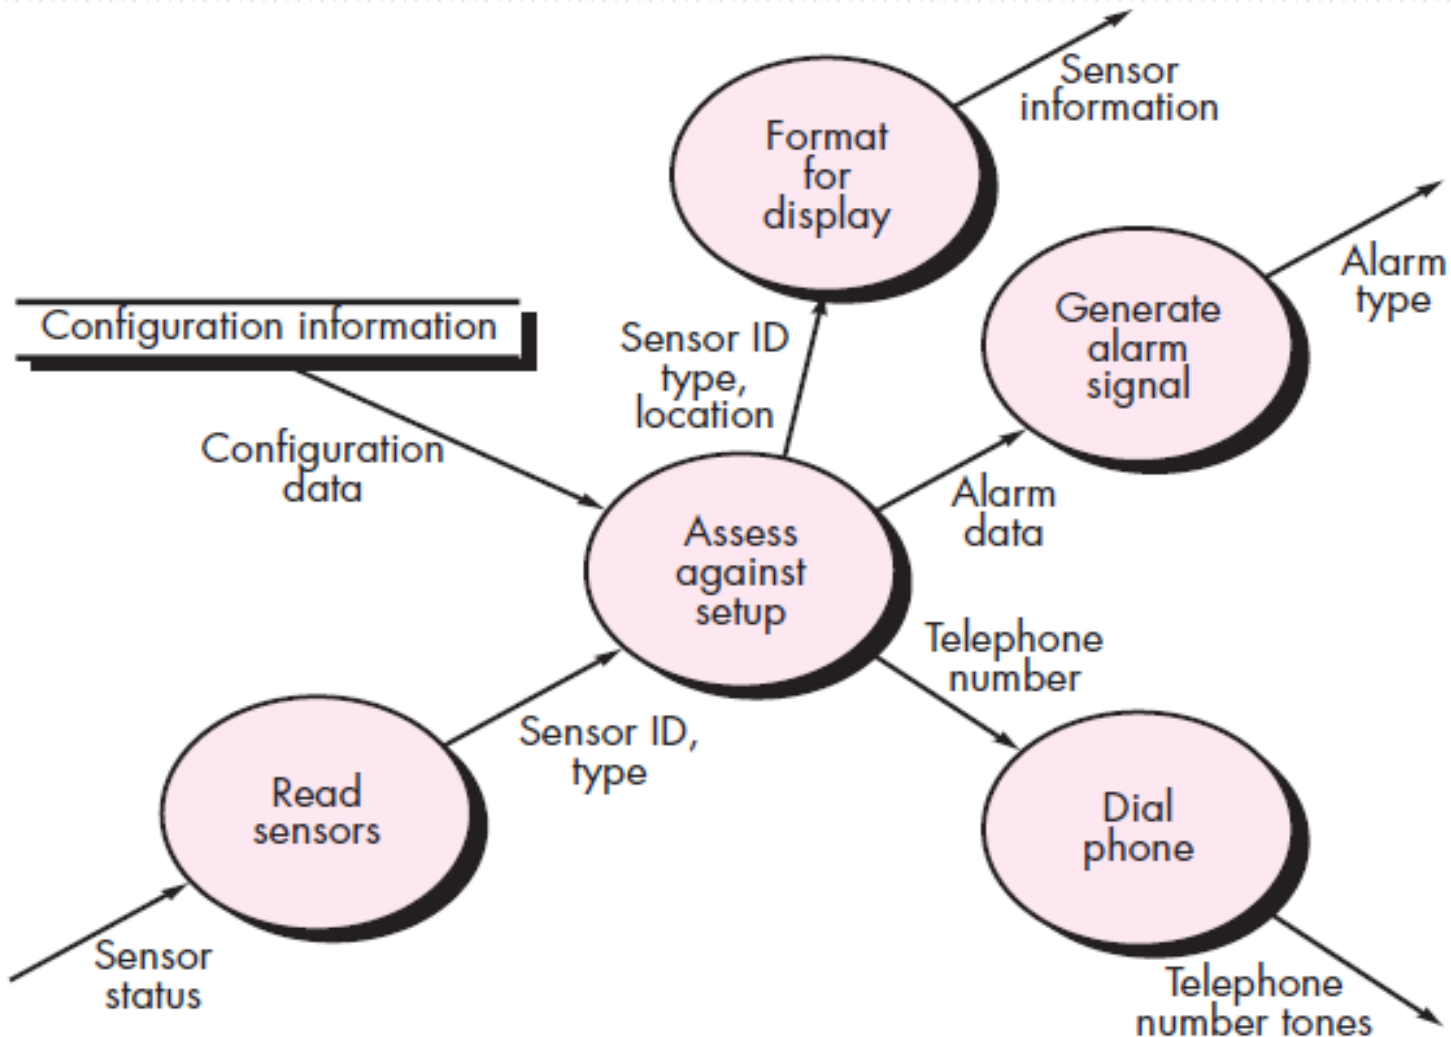 Sensor
information
Format
for
display
Alarm
type
Generate
alarm
signal
Configuration information
Sensor ID
type,
location
Configuration
data
Alarm
data
Assess
against
setup
Telephone
number
Sensor ID,
type
Read
sensors
Dial
phone
Sensor
status
Telephone
number tones